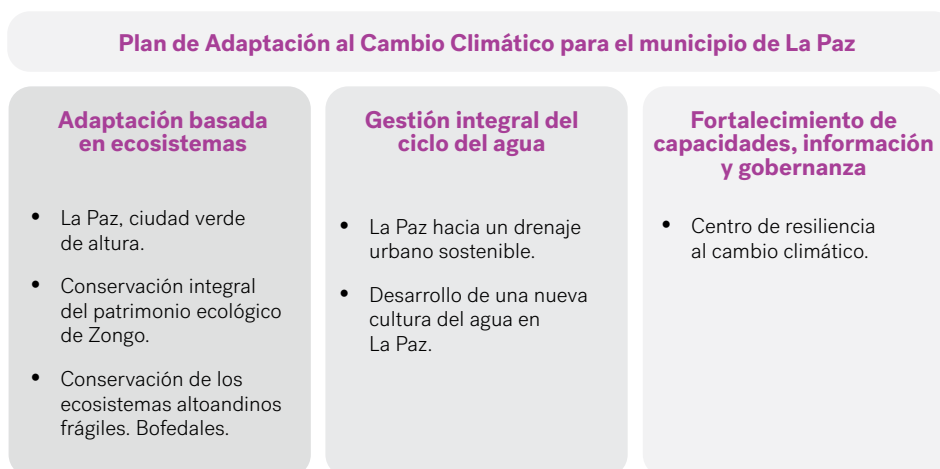 Plan de Adaptación al Cambio Climático para el municipio de La Paz
Adaptación basada
en ecosistemas
• La Paz, ciudad verde
de altura.
• Conservación integral
del patrimonio ecológico
de Zongo.
• Conservación de los
ecosistemas altoandinos
frágiles. Bofedales.
Gestión integral del
ciclo del agua
• La Paz hacia un drenaje
urbano sostenible.
• Desarrollo de una nueva
cultura del agua en
La Paz.
Fortalecimiento de
capacidades, información
y gobernanza
• Centro de resiliencia
al cambio climático.